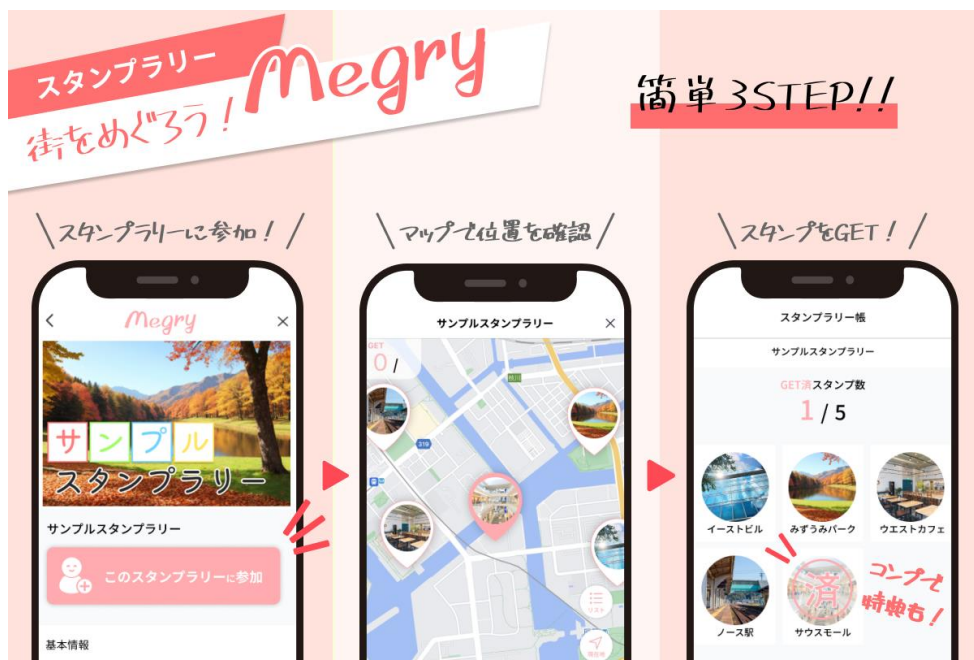 スタンプラリー
街をめぐろう!
Megry
簡単3STEP!!
スタンプラリーに参加!
Megry
サンプル
スタンプラリー
サンプルスタンプラリー
このスタンプラリーに参加
基本情報
マップで位置を確認
サンプルスタンプラリー
GET
0 /
319
リスト
現在地
スタンプをGET!
スタンプラリー帳
サンプルスタンプラリー
GET済スタンプ数
1 / 5
イーストビル
みずうみパーク
ウエストカフェ
ノース駅
済
サウスモール
コンプで
特典も!